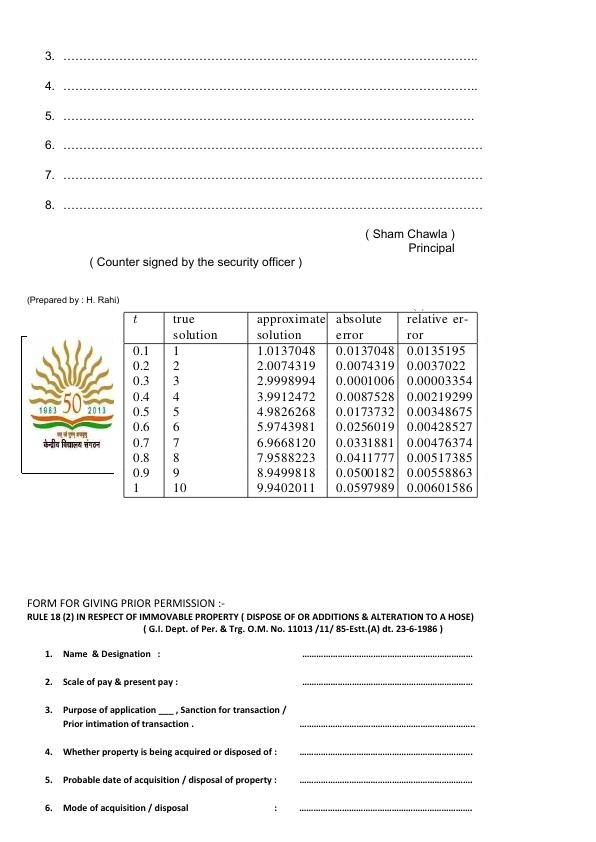 3. ……………………………………………………………………………………..
4. ……………………………………………………………………………………..
5. …………………………………………………………………………………….
6. ………………………………………………………………………………………
7. ………………………………………………………………………………………
8. ………………………………………………………………………………………
( Sham Chawla )
Principal
( Counter signed by the security officer )
(Prepared by : H. Rahi)
t true solution approximate solution absolute error relative er-ror
0.1 1 1.0137048 0.0137048 0.0135195
0.2 2 2.0074319 0.0074319 0.0037022
0.3 3 2.9998994 0.0001006 0.00003354
0.4 4 3.9912472 0.0087528 0.00219299
0.5 5 4.9826268 0.0173732 0.00348675
0.6 6 5.9743981 0.0256019 0.00428527
0.7 7 6.9668120 0.0331881 0.00476374
0.8 8 7.9588223 0.0411777 0.00517385
0.9 9 8.9499818 0.0500182 0.00558863
1 10 9.9402011 0.0597989 0.00601586
1963 50 2013
केन्द्रीय विद्यालय संगठन
FORM FOR GIVING PRIOR PERMISSION :-
RULE 18 (2) IN RESPECT OF IMMOVABLE PROPERTY ( DISPOSE OF OR ADDITIONS & ALTERATION TO A HOSE)
( G.I. Dept. of Per. & Trg. O.M. No. 11013 /11/ 85-Estt.(A) dt. 23-6-1986 )
1. Name & Designation : ………………………………………………………………
2. Scale of pay & present pay : ………………………………………………………………
3. Purpose of application ___ , Sanction for transaction /
Prior intimation of transaction . ………………………………………………………………..
4. Whether property is being acquired or disposed of : ……………………………………………………………….
5. Probable date of acquisition / disposal of property : ……………………………………………………………….
6. Mode of acquisition / disposal : ……………………………………………………………….